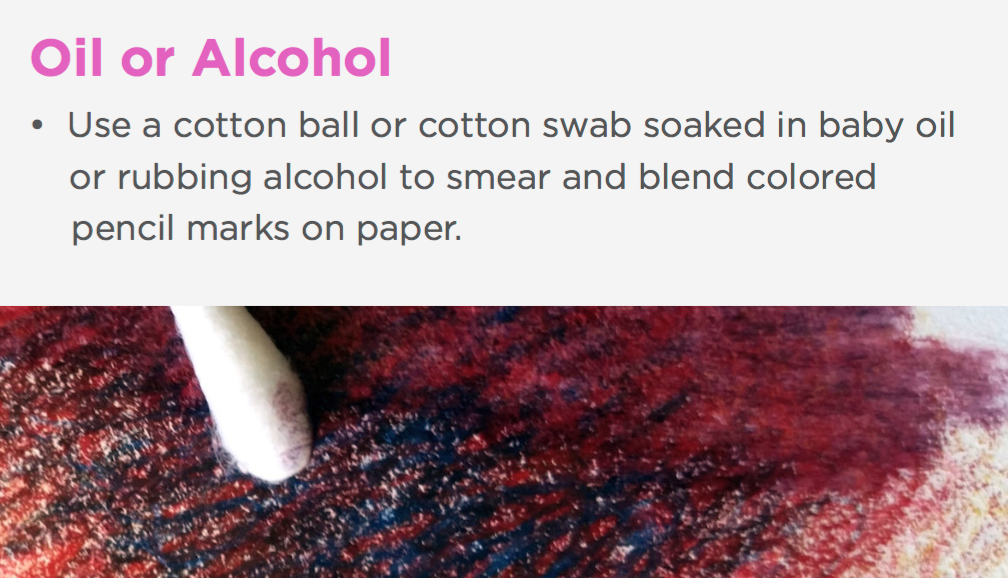 Oil or Alcohol
• Use a cotton ball or cotton swab soaked in baby oil
or rubbing alcohol to smear and blend colored
pencil marks on paper.